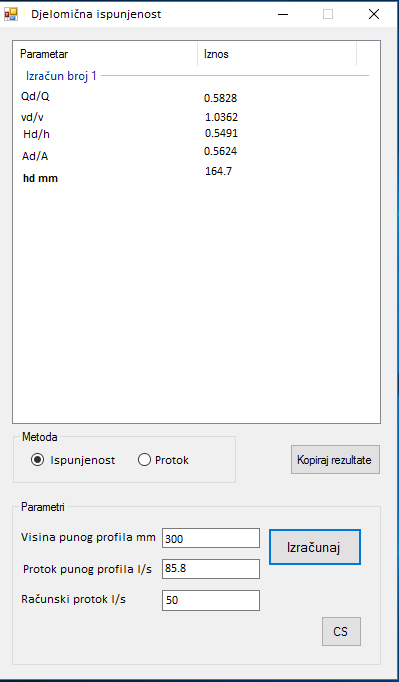 Djelomična ispunjenost
Parametar Iznos
Izračun broj 1
Qd/Q 0.5828
vd/v 1.0362
Hd/h 0.5491
Ad/A 0.5624
hd mm 164.7
Metoda
Ispunjenost Protok
Kopiraj rezultate
Parametri
Visina punog profila mm 300
Izračunaj
Protok punog profila l/s 85.8
Računski protok l/s 50
CS